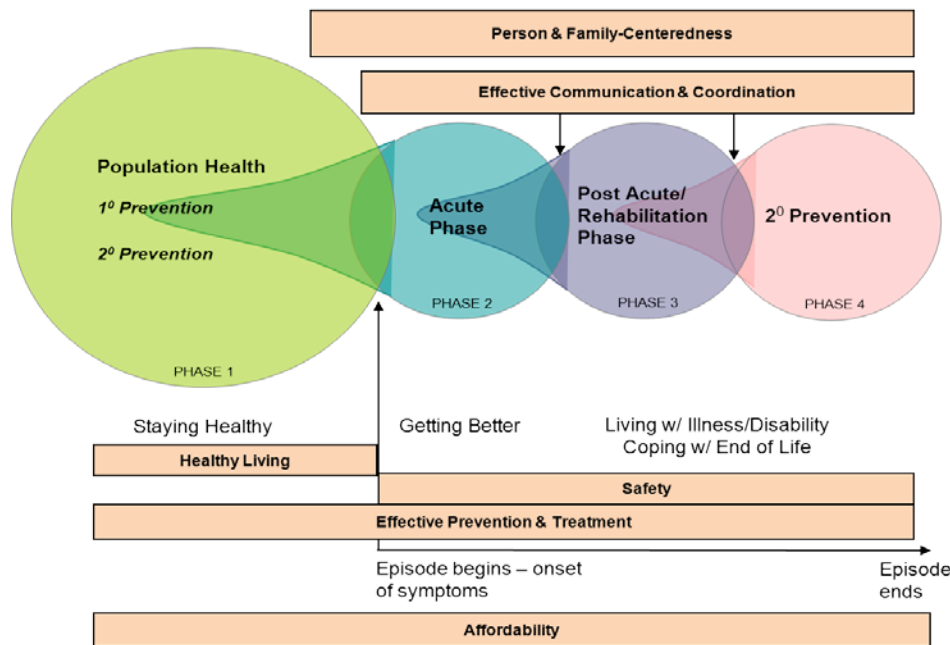 Person & Family-Centeredness
Effective Communication & Coordination
Population Health
1⁰ Prevention
2⁰ Prevention
PHASE 1
Acute
Phase
PHASE 2
Post Acute/
Rehabilitation
Phase
PHASE 3
2⁰ Prevention
PHASE 4
Staying Healthy
Getting Better
Living w/ Illness/Disability
Coping w/ End of Life
Healthy Living
Safety
Effective Prevention & Treatment
Episode begins – onset
of symptoms
Episode
ends
Affordability